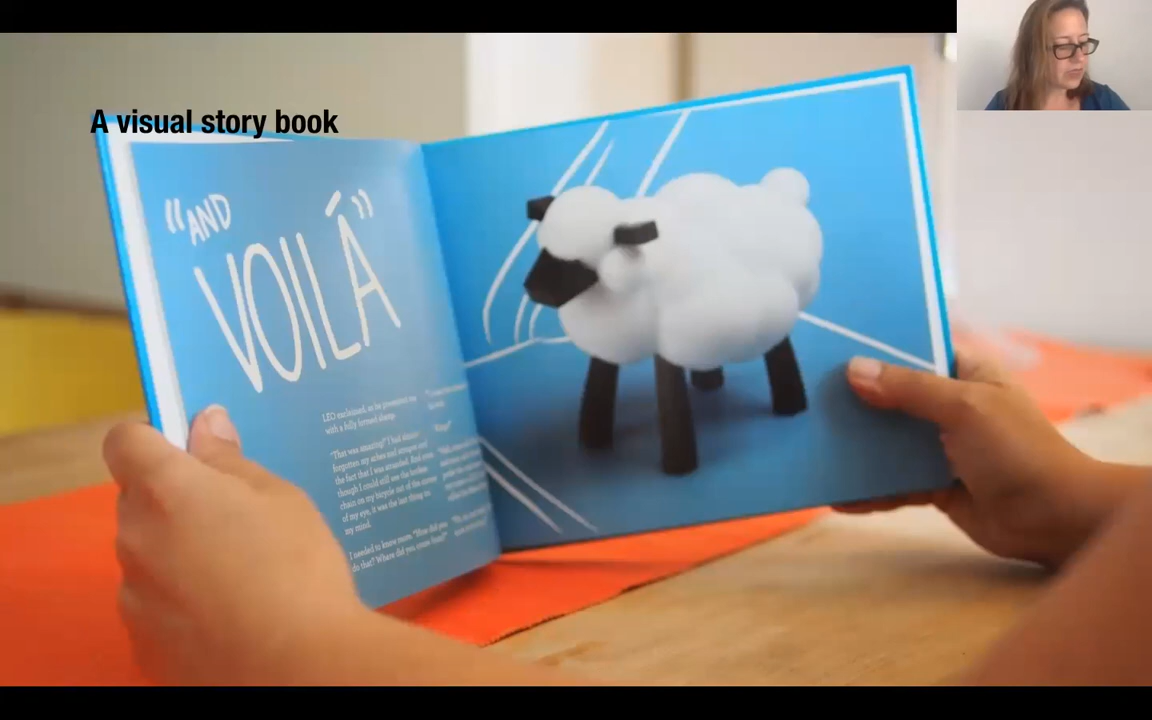 A visual story book
“AND
VOILÁ”
LEO exclaimed, as he presented me
with a fully formed sheep.
"That was amazing!" I had almost
forgotten my aches and scrapes and
the fact that I was stranded. And even
though I could still see the broken
chain on my bicycle out of the corner
of my eye, it was the last thing on
my mind.
I needed to know more. "How did you
do that? Where did you come from?"